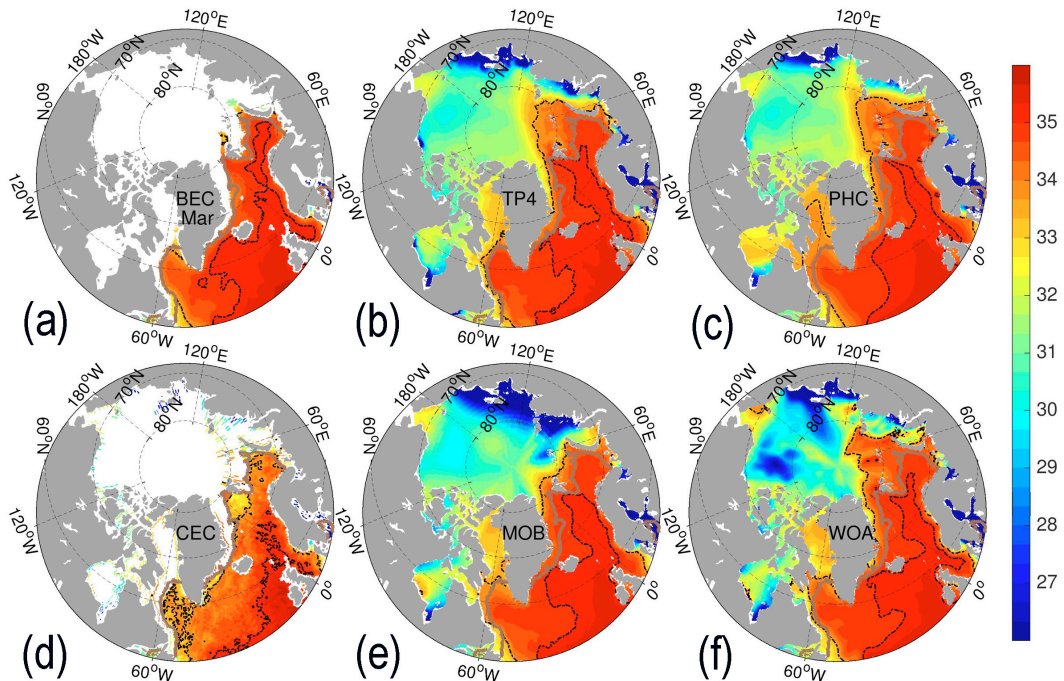 120°E
180°W
70°N
80°N
60°E
60°N
120°W
BEC
Mar
0°
60°W
(a)
120°E
180°W
70°N
80°N
60°E
60°N
120°W
TP4
0°
60°W
(b)
120°E
180°W
70°N
80°N
60°E
60°N
120°W
PHC
0°
60°W
(c)
120°E
180°W
70°N
80°N
60°E
60°N
120°W
CEC
0°
60°W
(d)
120°E
180°W
70°N
80°N
60°E
60°N
120°W
MOB
0°
60°W
(e)
120°E
180°W
70°N
80°N
60°E
60°N
120°W
WOA
0°
60°W
(f)
35
34
33
32
31
30
29
28
27